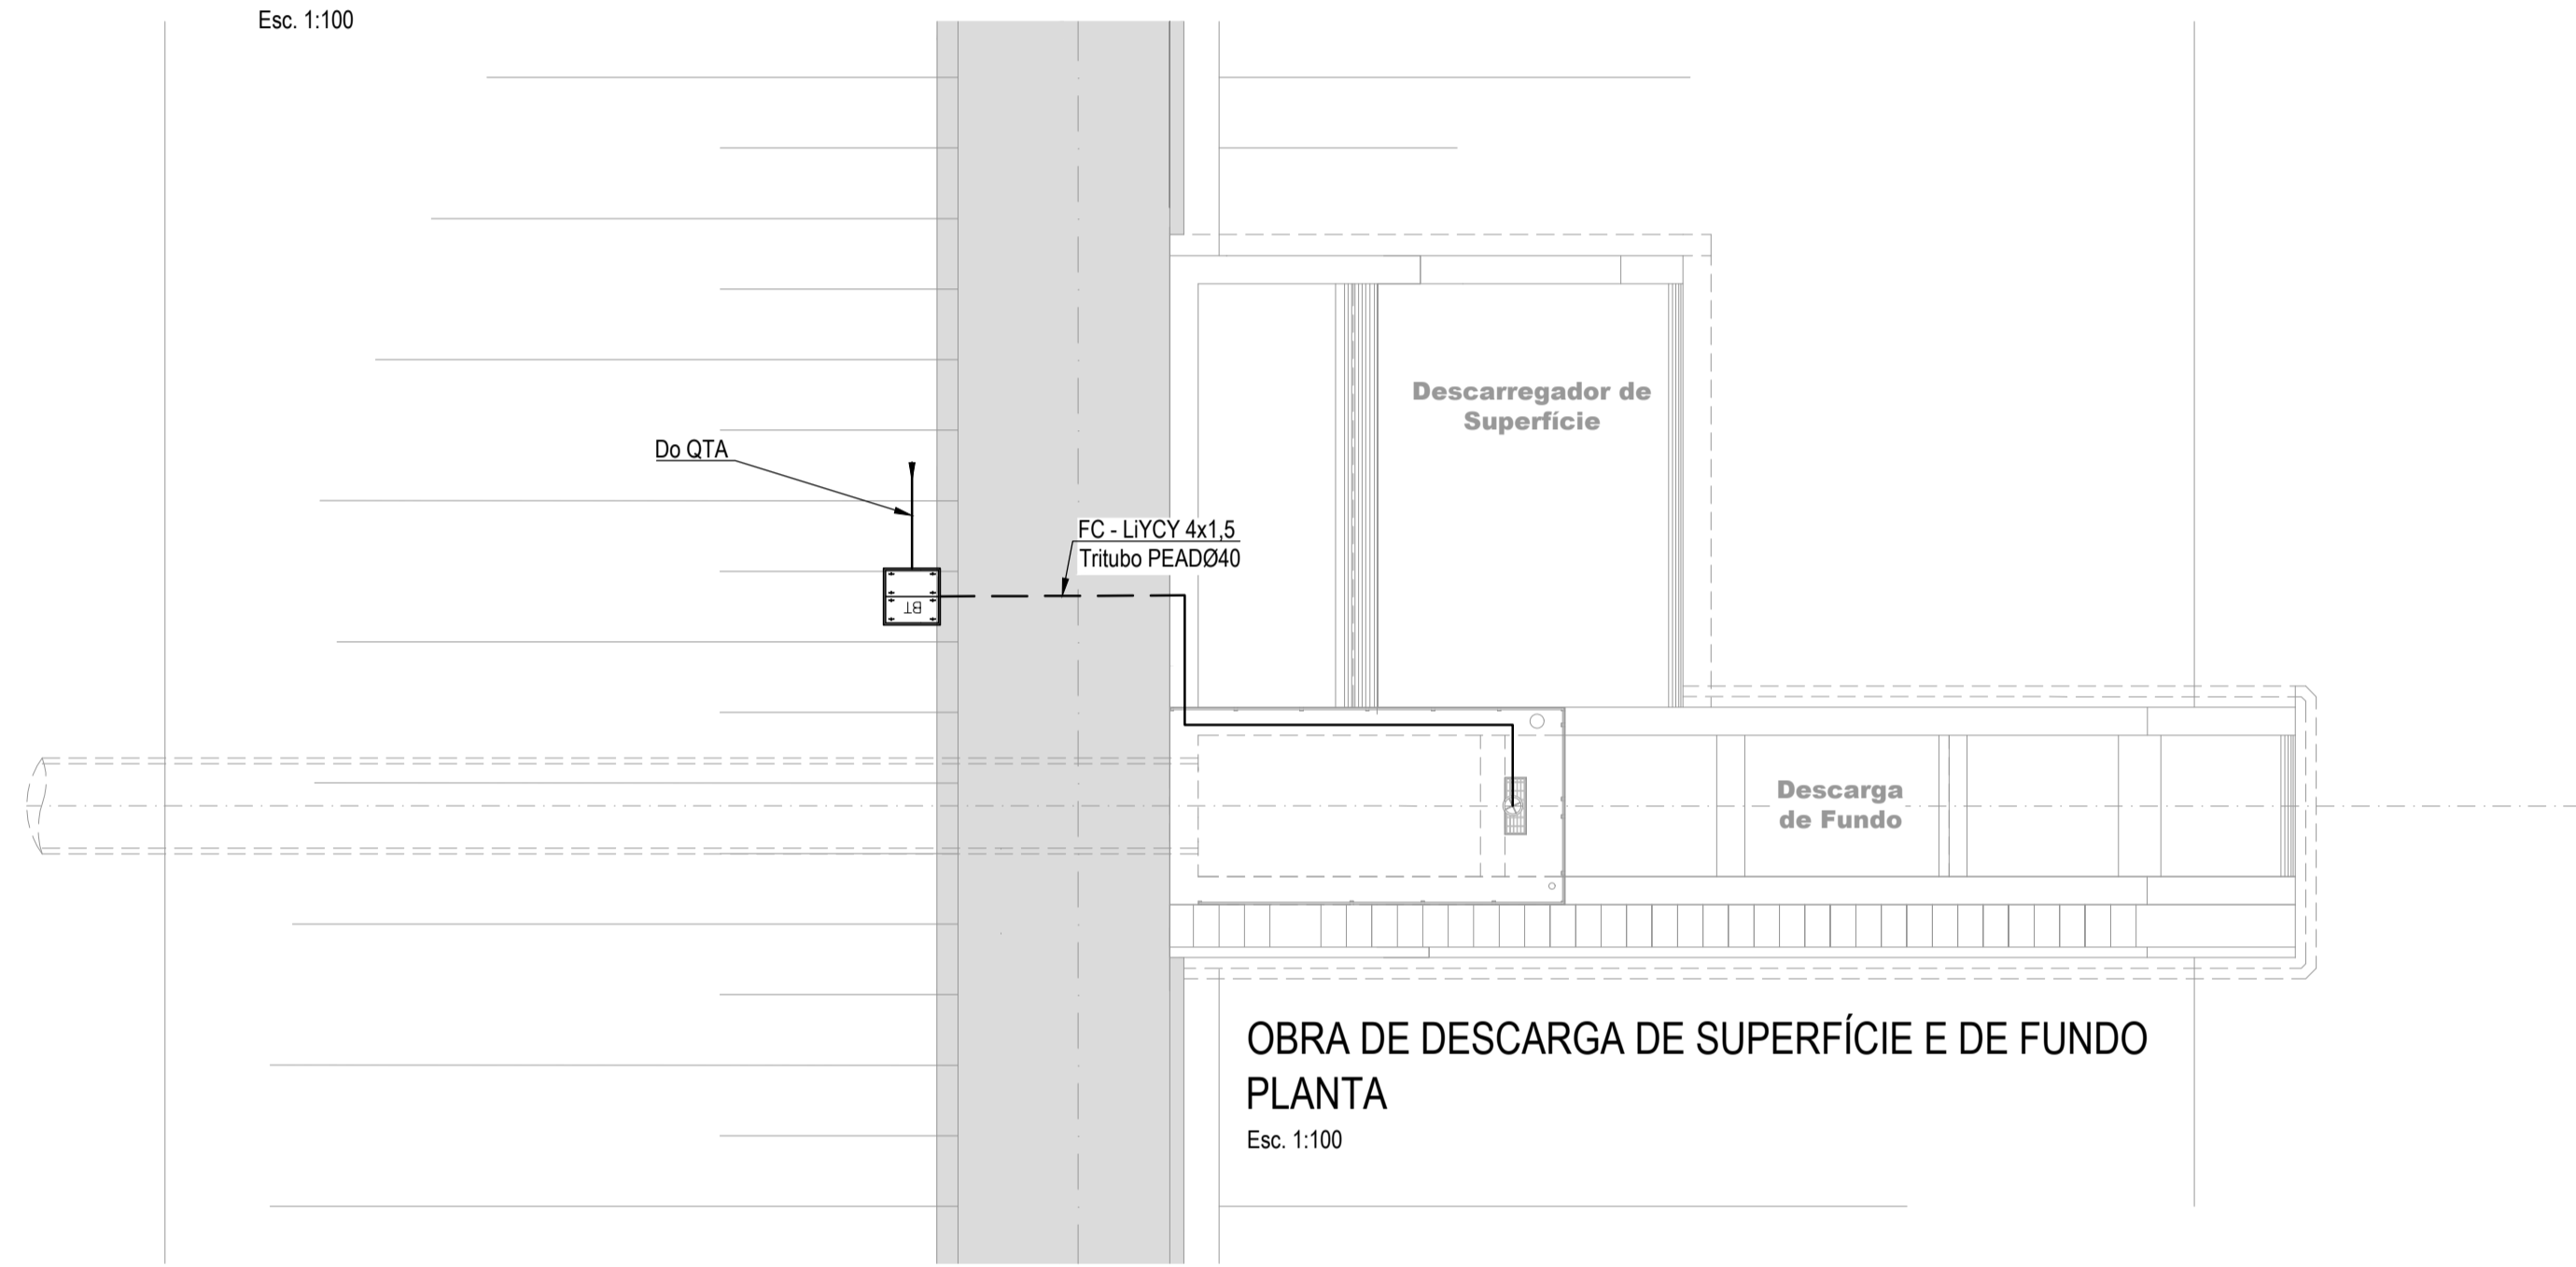 Esc. 1:100
Descarregador de
Superfície
Do QTA
FC - LiYCY 4x1,5
Tritubo PEADØ40
BT
Descarga
de Fundo
OBRA DE DESCARGA DE SUPERFÍCIE E DE FUNDO
PLANTA
Esc. 1:100